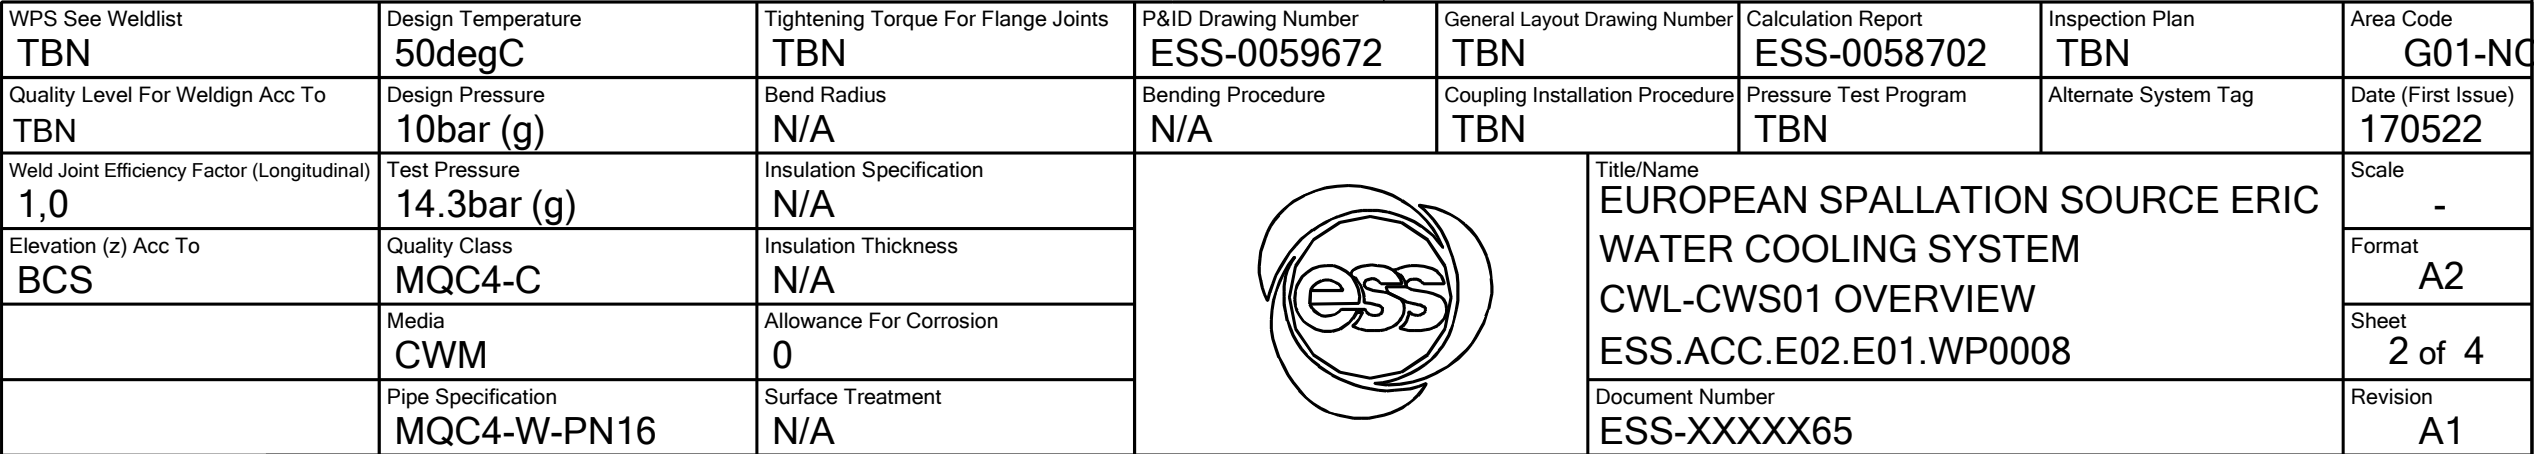 WPS See Weldlist
TBN
Design Temperature
50degC
Tightening Torque For Flange Joints
TBN
P&ID Drawing Number
ESS-0059672
General Layout Drawing Number
TBN
Calculation Report
ESS-0058702
Inspection Plan
TBN
Area Code
G01-NC
Quality Level For Weldign Acc To
TBN
Design Pressure
10bar (g)
Bend Radius
N/A
Bending Procedure
N/A
Coupling Installation Procedure
TBN
Pressure Test Program
TBN
Alternate System Tag
Date (First Issue)
170522
Weld Joint Efficiency Factor (Longitudinal)
1,0
Test Pressure
14.3bar (g)
Insulation Specification
N/A
Elevation (z) Acc To
BCS
Quality Class
MQC4-C
Insulation Thickness
N/A
Media
CWM
Allowance For Corrosion
0
Pipe Specification
MQC4-W-PN16
Surface Treatment
N/A
ess
Title/Name
EUROPEAN SPALLATION SOURCE ERIC
WATER COOLING SYSTEM
CWL-CWS01 OVERVIEW
ESS.ACC.E02.E01.WP0008
Document Number
ESS-XXXXX65
Scale
-
Format
A2
Sheet
2 of 4
Revision
A1